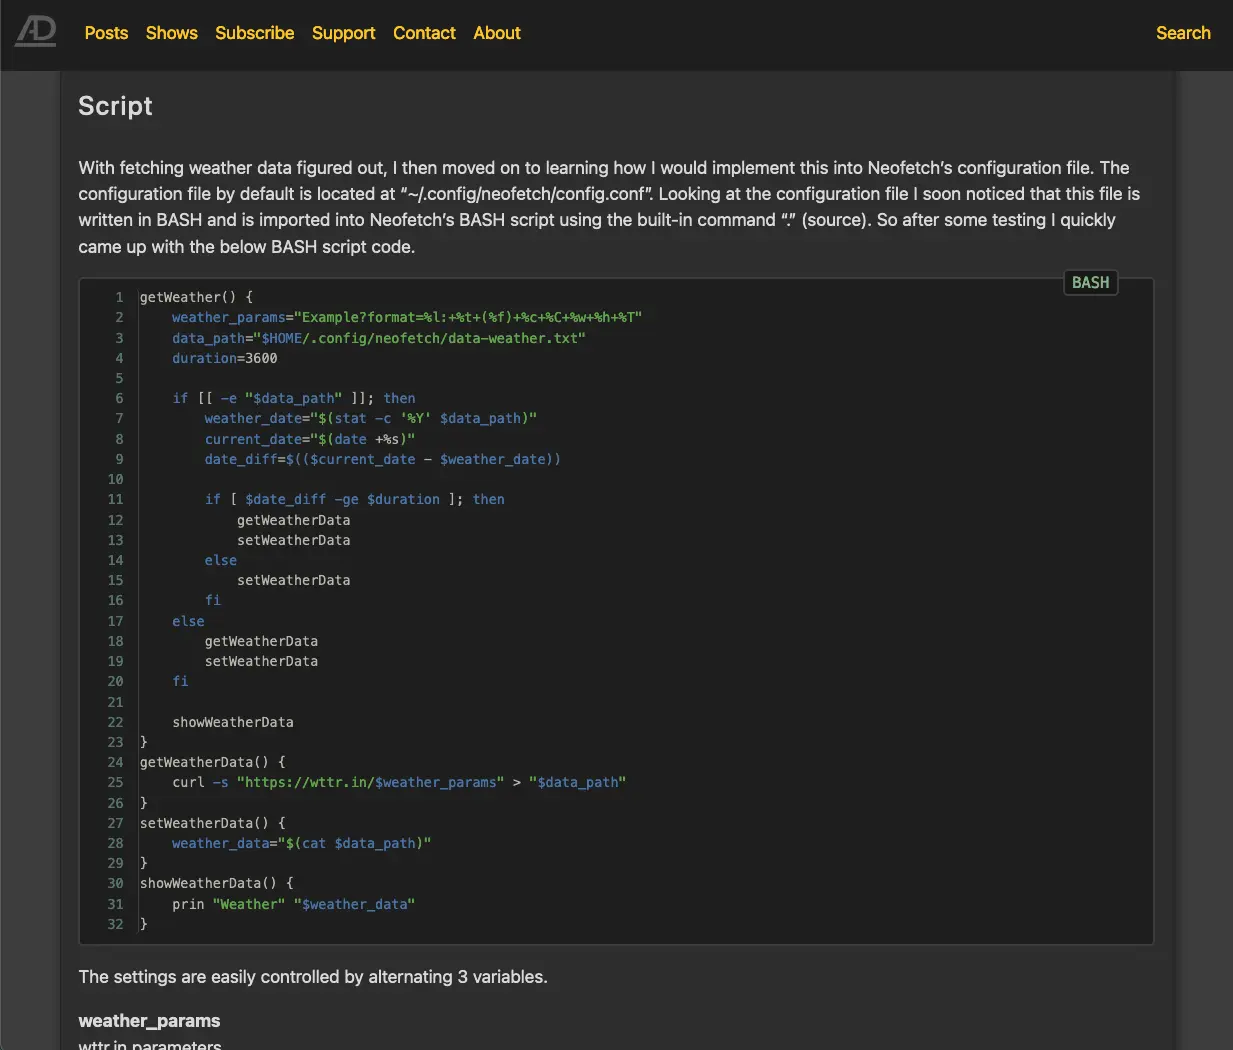 AD
Posts Shows Subscribe Support Contact About Search
Script
With fetching weather data figured out, I then moved on to learning how I would implement this into Neofetch’s configuration file. The
configuration file by default is located at “~/.config/neofetch/config.conf”. Looking at the configuration file I soon noticed that this file is
written in BASH and is imported into Neofetch’s BASH script using the built-in command “.” (source). So after some testing I quickly
came up with the below BASH script code.
BASH
1 getWeather() {
2     weather_params="Example?format=%l:+%t+(%f)+%c+%C+%w+%h+%T"
3     data_path="$HOME/.config/neofetch/data-weather.txt"
4     duration=3600
5
6     if [[ -e "$data_path" ]]; then
7         weather_date="$(stat -c '%Y' $data_path)"
8         current_date="$(date +%s)"
9         date_diff=$(($current_date - $weather_date))
10
11         if [ $date_diff -ge $duration ]; then
12             getWeatherData
13             setWeatherData
14         else
15             setWeatherData
16         fi
17     else
18         getWeatherData
19         setWeatherData
20     fi
21
22     showWeatherData
23 }
24 getWeatherData() {
25     curl -s "https://wttr.in/$weather_params" > "$data_path"
26 }
27 setWeatherData() {
28     weather_data="$(cat $data_path)"
29 }
30 showWeatherData() {
31     prin "Weather" "$weather_data"
32 }
The settings are easily controlled by alternating 3 variables.
weather_params
wttr.in parameters